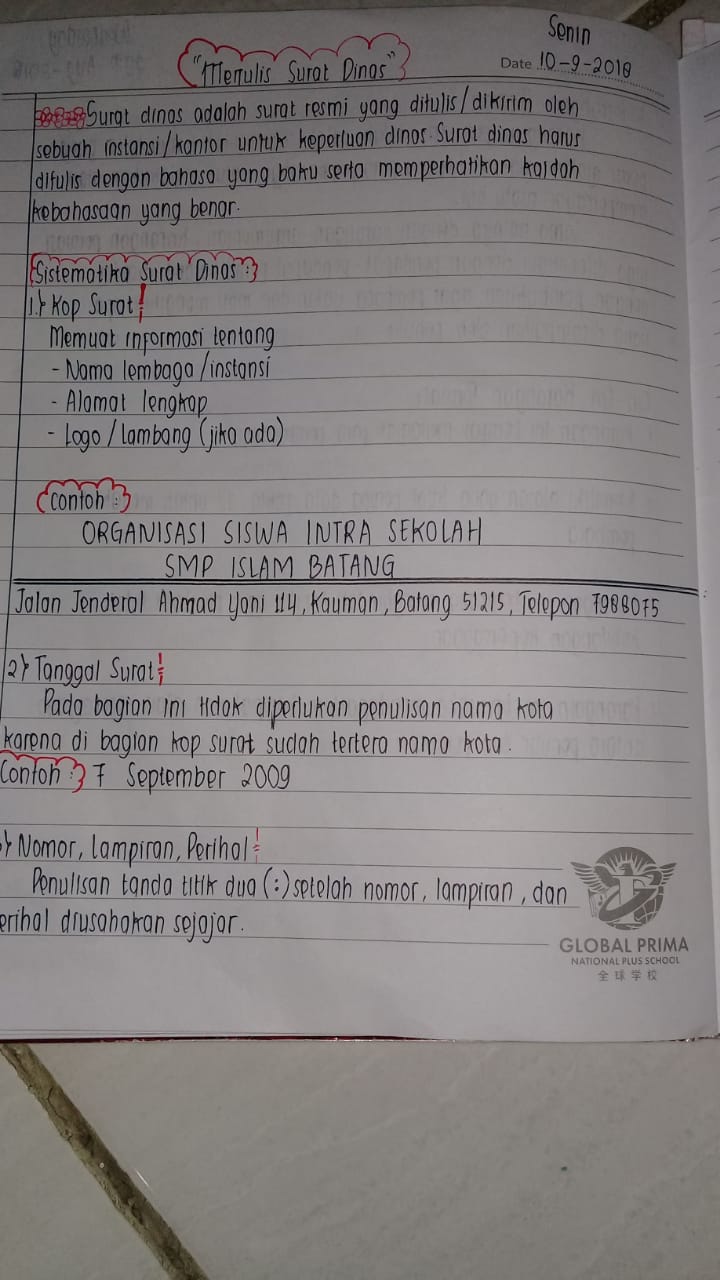 Senin
Date 10-9-2018
"Menulis Surat Dinas"
Surat dinas adalah surat resmi yang ditulis/dikirim oleh
sebuah instansi/kantor untuk keperluan dinas. Surat dinas harus
ditulis dengan bahasa yang baku serta memperhatikan kaidah
kebahasaan yang benar.
Sistematika Surat Dinas :
1.) Kop Surat!
Memuat informasi tentang
- Nama lembaga/instansi
- Alamat lengkap
- Logo/lambang (jika ada)
Contoh :
ORGANISASI SISWA INTRA SEKOLAH
SMP ISLAM BATANG
Jalan Jenderal Ahmad Yani 114, Kauman, Batang 51215, Telepon 7988075
2) Tanggal Surat!
Pada bagian ini tidak diperlukan penulisan nama kota
karena di bagian kop surat sudah tertera nama kota.
Contoh : 7 September 2009
) Nomor, Lampiran, Perihal!
Penulisan tanda titik dua (:) setelah nomor, lampiran, dan
erihal diusahakan sejajar.
GLOBAL PRIMA
NATIONAL PLUS SCHOOL
全球学校